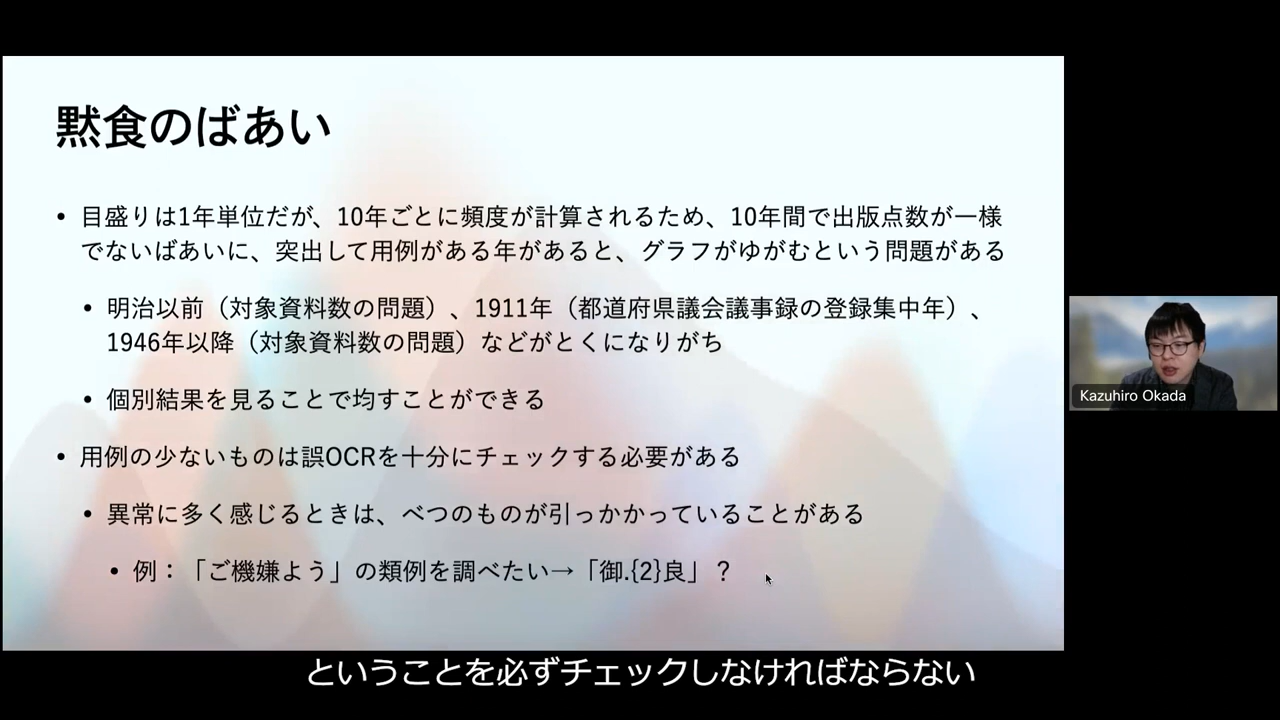 黙食のばあい
• 目盛りは1年単位だが、10年ごとに頻度が計算されるため、10年間で出版点数が一様
でないばあいに、突出して用例がある年があると、グラフがゆがむという問題がある
• 明治以前（対象資料数の問題）、1911年（都道府県議会議事録の登録集中年）、
1946年以降（対象資料数の問題）などがとくになりがち
• 個別結果を見ることで均すことができる
• 用例の少ないものは誤OCRを十分にチェックする必要がある
• 異常に多く感じるときは、べつのものが引っかかっていることがある
• 例：「ご機嫌よう」の類例を調べたい→「御.{2}良」？
Kazuhiro Okada
ということを必ずチェックしなければならない